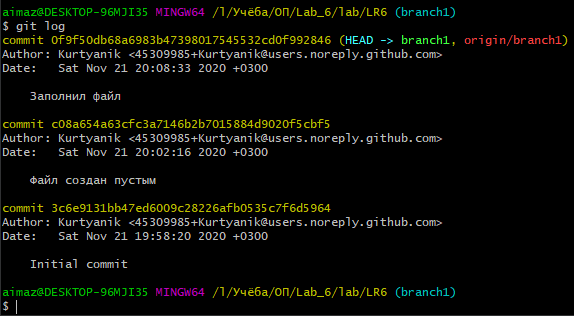 aimaz@DESKTOP-96MJI35 MINGW64 /l/Учёба/ОП/Lab_6/lab/LR6 (branch1)
$ git log
commit 0f9f50db68a6983b47398017545532cd0f992846 (HEAD -> branch1, origin/branch1)
Author: Kurtyanik <45309985+Kurtyanik@users.noreply.github.com>
Date:   Sat Nov 21 20:08:33 2020 +0300

    Заполнил файл

commit c08a654a63cfc3a7146b2b7015884d9020f5cbf5
Author: Kurtyanik <45309985+Kurtyanik@users.noreply.github.com>
Date:   Sat Nov 21 20:02:16 2020 +0300

    Файл создан пустым

commit 3c6e9131bb47ed6009c28226afb0535c7f6d5964
Author: Kurtyanik <45309985+Kurtyanik@users.noreply.github.com>
Date:   Sat Nov 21 19:58:20 2020 +0300

    Initial commit

aimaz@DESKTOP-96MJI35 MINGW64 /l/Учёба/ОП/Lab_6/lab/LR6 (branch1)
$